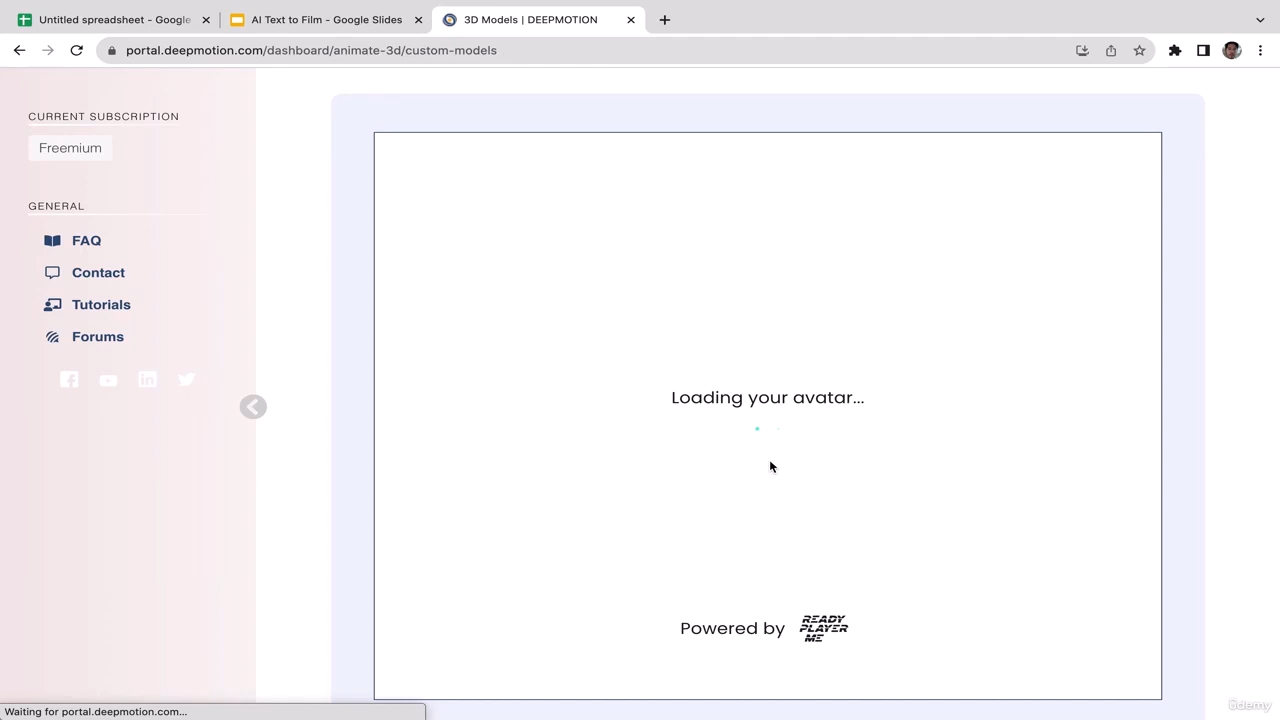 Untitled spreadsheet - Google
AI Text to Film - Google Slides
3D Models | DEEPMOTION
portal.deepmotion.com/dashboard/animate-3d/custom-models
CURRENT SUBSCRIPTION
Freemium
GENERAL
FAQ
Contact
Tutorials
Forums
Loading your avatar...
Powered by READY PLAYER ME
Waiting for portal.deepmotion.com...
ûdemy